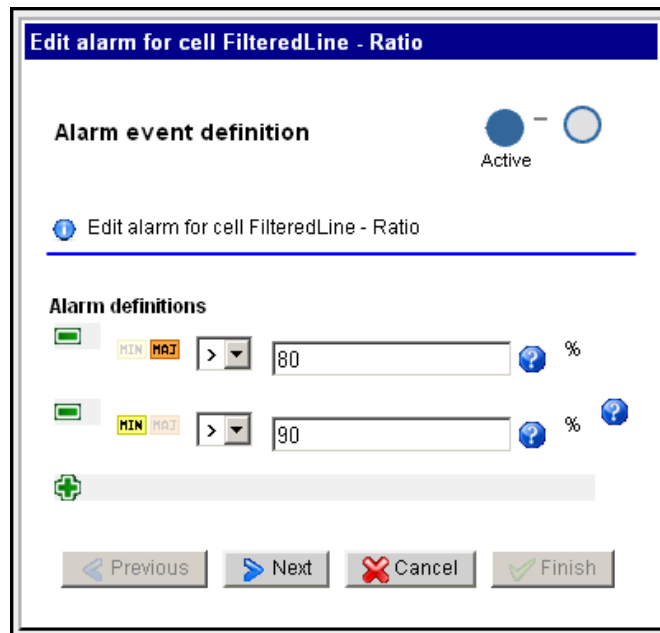 Edit alarm for cell FilteredLine - Ratio
Alarm event definition
Active
Edit alarm for cell FilteredLine - Ratio
Alarm definitions
MIN MAJ > 80 ? %
MIN MAJ > 90 ? % ?
Previous Next Cancel Finish